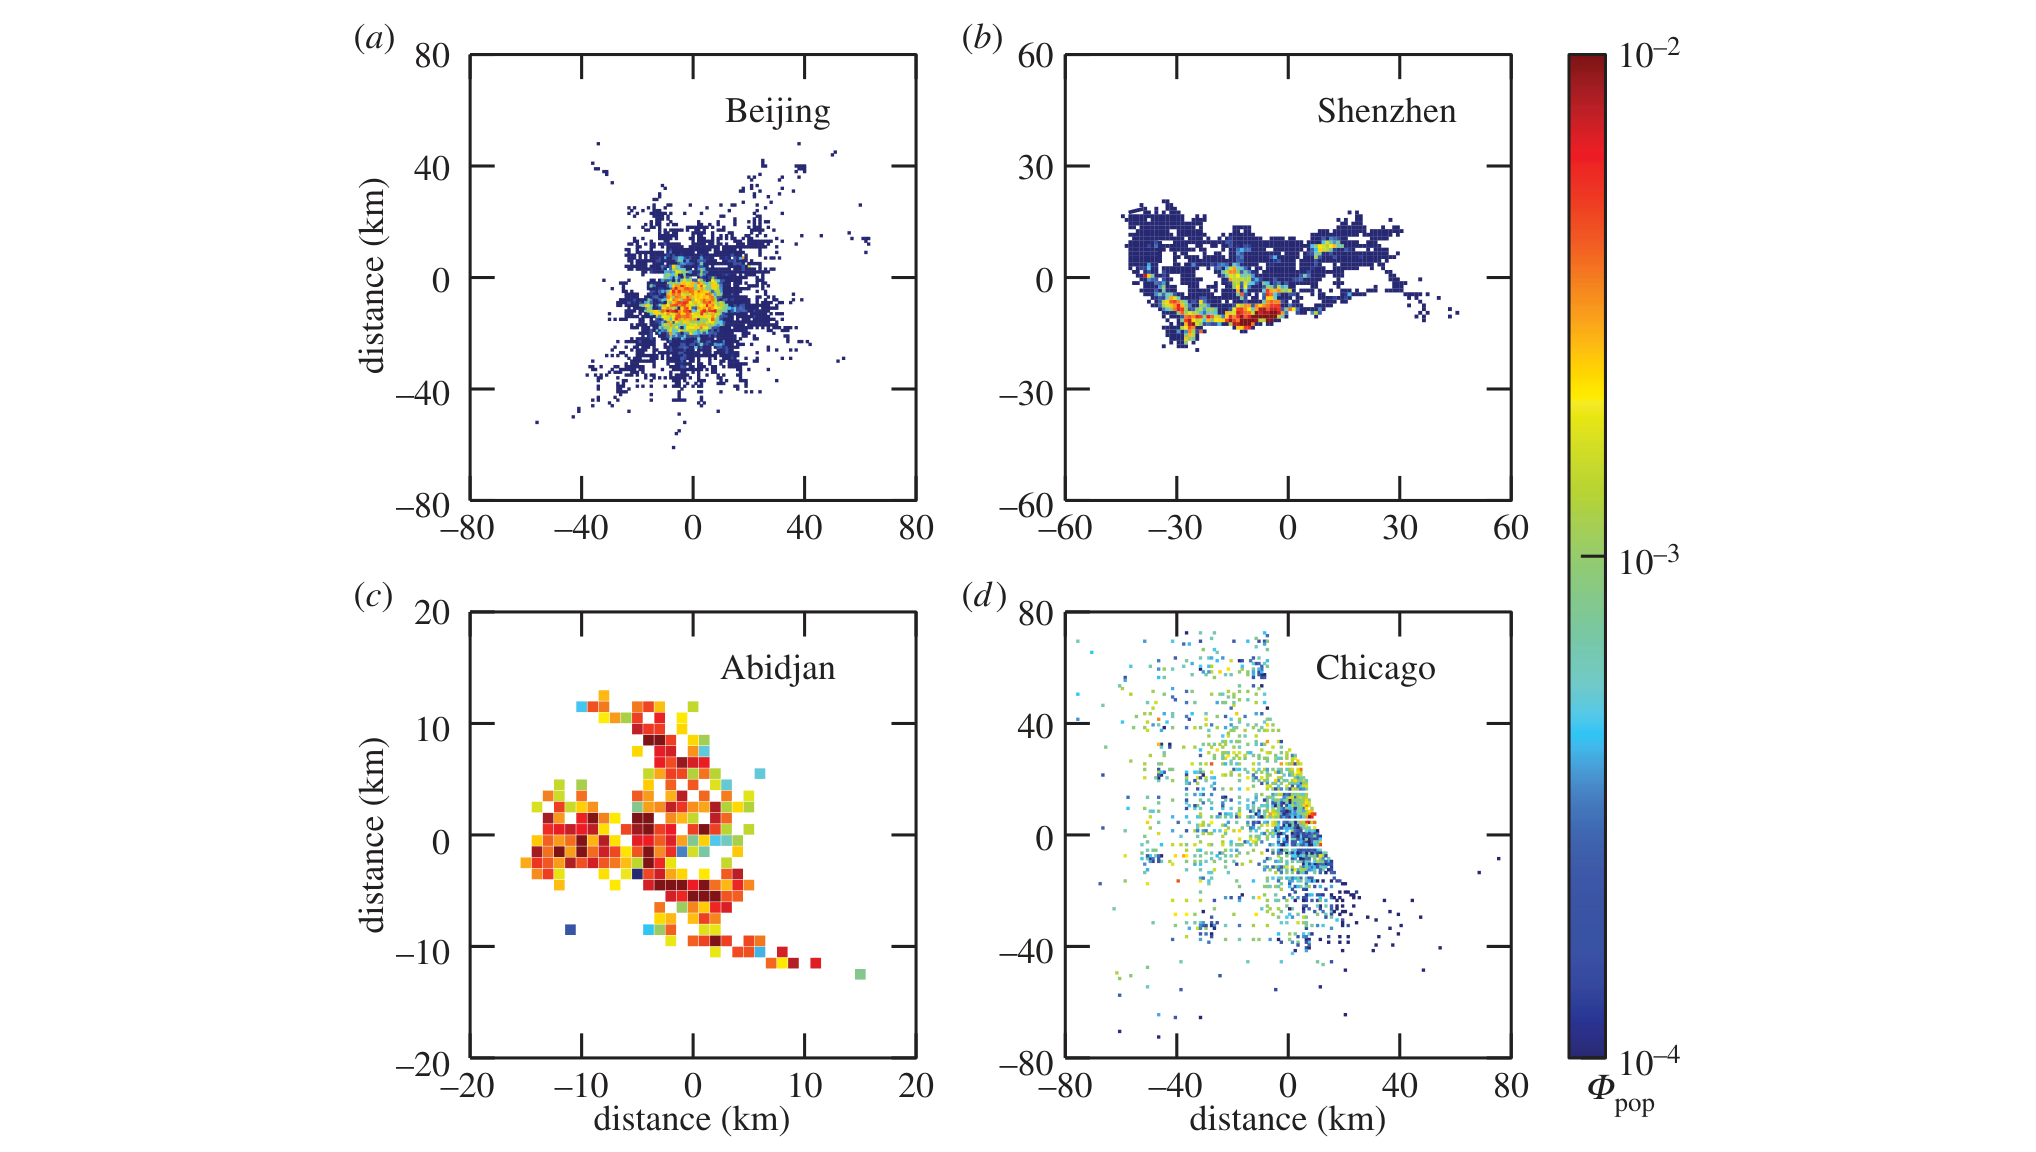 (a)
80
40
0
–40
–80
distance (km)
Beijing
–80 –40 0 40 80
(b)
60
30
0
–30
–60
Shenzhen
–60 –30 0 30 60
(c)
20
10
0
–10
–20
distance (km)
Abidjan
–20 –10 0 10 20
distance (km)
(d)
80
40
0
–40
–80
Chicago
–80 –40 0 40 80
distance (km)
10–2
10–3
10–4
Φpop